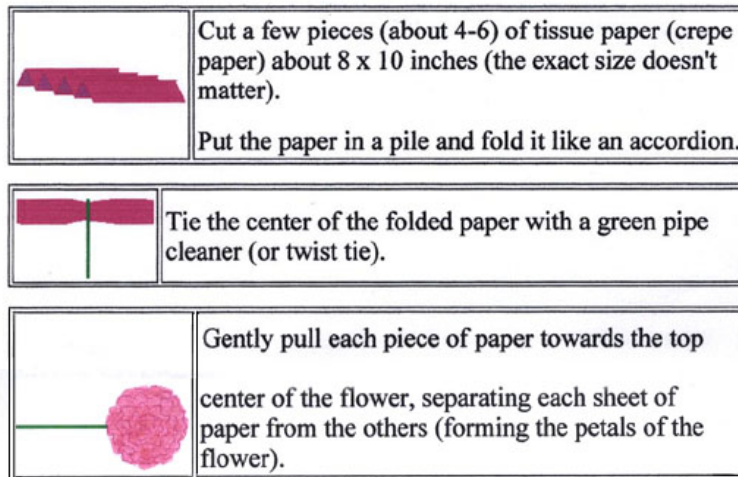 Cut a few pieces (about 4-6) of tissue paper (crepe
paper) about 8 x 10 inches (the exact size doesn't
matter).
Put the paper in a pile and fold it like an accordion.
Tie the center of the folded paper with a green pipe
cleaner (or twist tie).
Gently pull each piece of paper towards the top
center of the flower, separating each sheet of
paper from the others (forming the petals of the
flower).